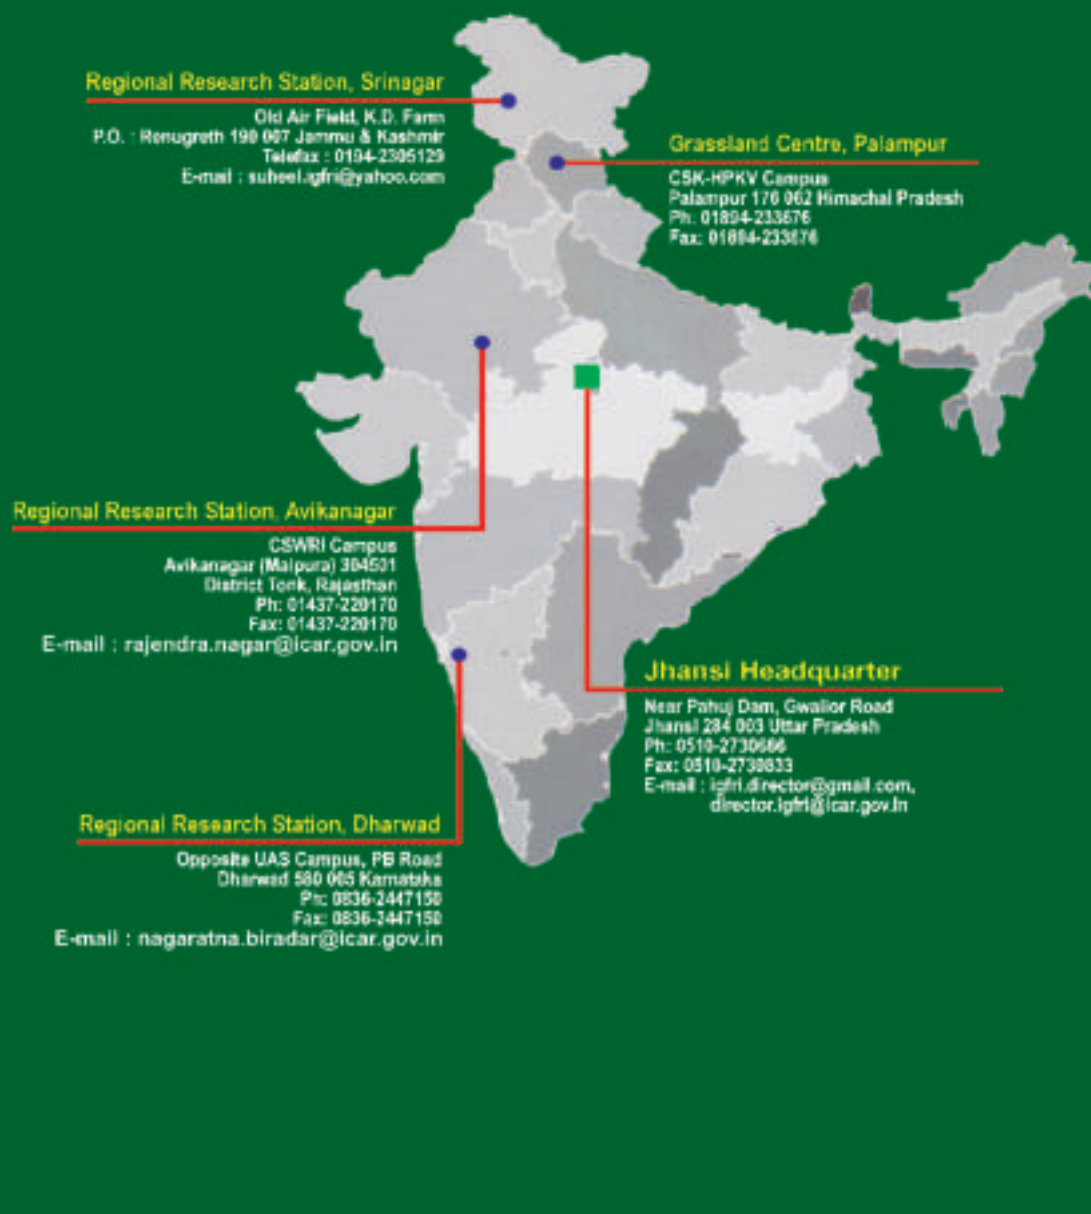 Regional Research Station, Srinagar
Old Air Field, K.D. Farm
P.O. : Renugreth 190 007 Jammu & Kashmir
Telefax : 0194-2305129
E-mail : suheel.igfri@yahoo.com
Grassland Centre, Palampur
CSK-HPKV Campus
Palampur 176 062 Himachal Pradesh
Ph: 01894-233676
Fax: 01894-233676
Regional Research Station, Avikanagar
CSWRI Campus
Avikanagar (Malpura) 304501
District Tonk, Rajasthan
Ph: 01437-220170
Fax: 01437-220170
E-mail : rajendra.nagar@icar.gov.in
Jhansi Headquarter
Near Pahuj Dam, Gwalior Road
Jhansi 284 003 Uttar Pradesh
Ph: 0510-2730666
Fax: 0510-2730833
E-mail : igfri.director@gmail.com,
director.igfri@icar.gov.in
Regional Research Station, Dharwad
Opposite UAS Campus, PB Road
Dharwad 580 005 Karnataka
Ph: 0836-2447150
Fax: 0836-2447150
E-mail : nagaratna.biradar@icar.gov.in